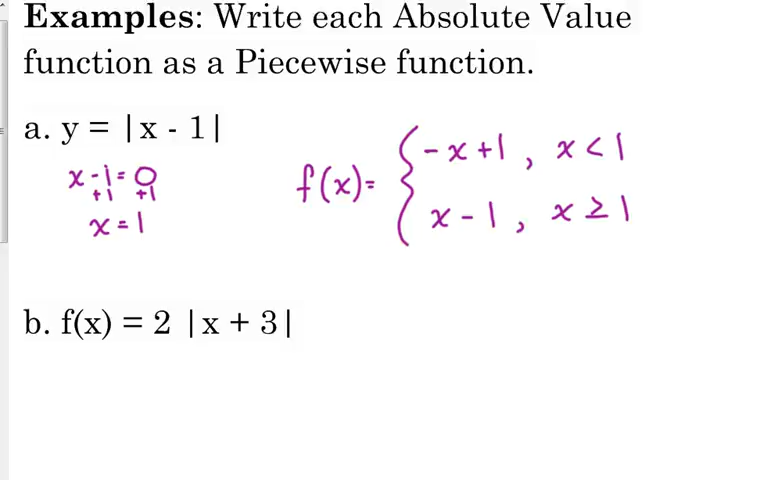 Examples: Write each Absolute Value
function as a Piecewise function.
a. y = |x - 1|
x - 1 = 0
+1 +1
x = 1
f(x) = { -x + 1, x < 1
x - 1, x ≥ 1
b. f(x) = 2 |x + 3|